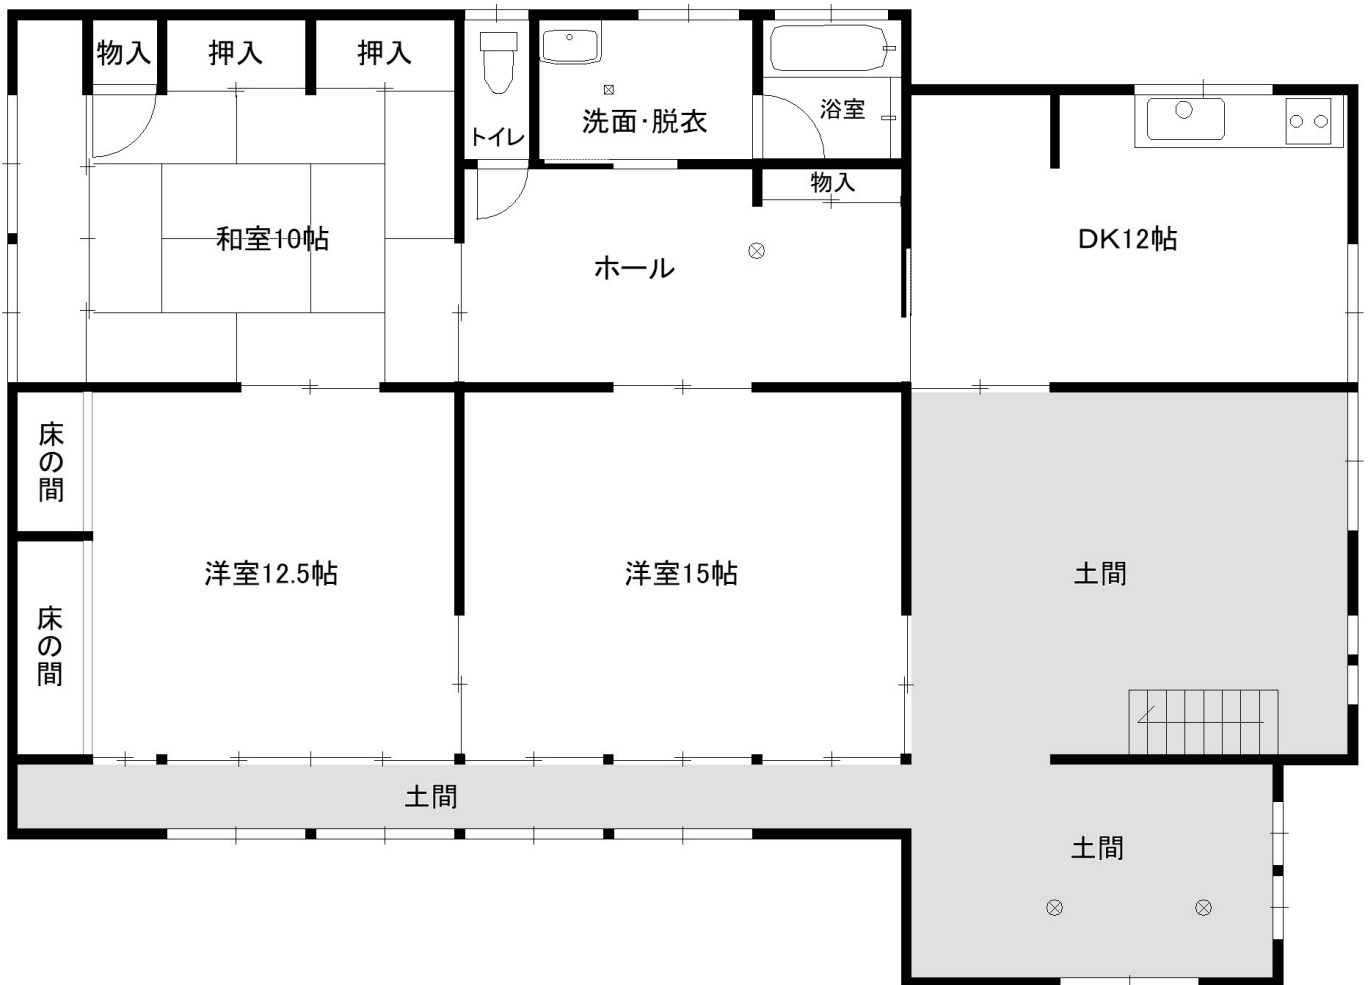 物入
押入
押入
トイレ
洗面・脱衣
浴室
物入
和室10帖
ホール
DK12帖
床の間
洋室12.5帖
洋室15帖
土間
床の間
土間
土間